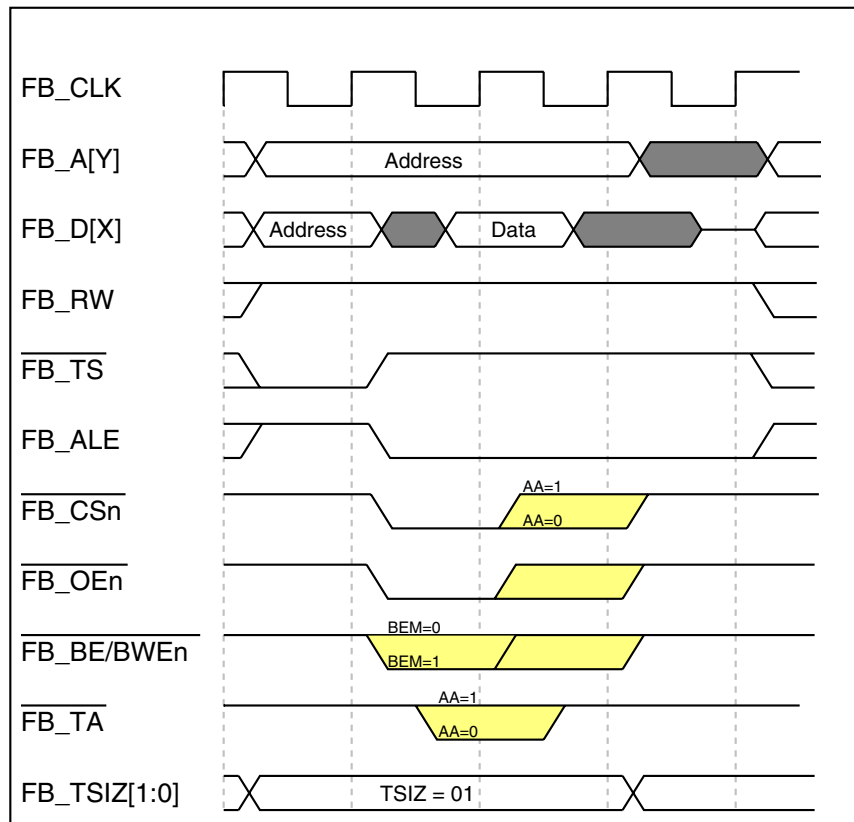 FB_CLK
FB_A[Y]
Address
FB_D[X]
Address
Data
FB_RW
FB_TS
FB_ALE
FB_CSn
AA=1
AA=0
FB_OEn
FB_BE/BWEn
BEM=0
BEM=1
FB_TA
AA=1
AA=0
FB_TSIZ[1:0]
TSIZ = 01